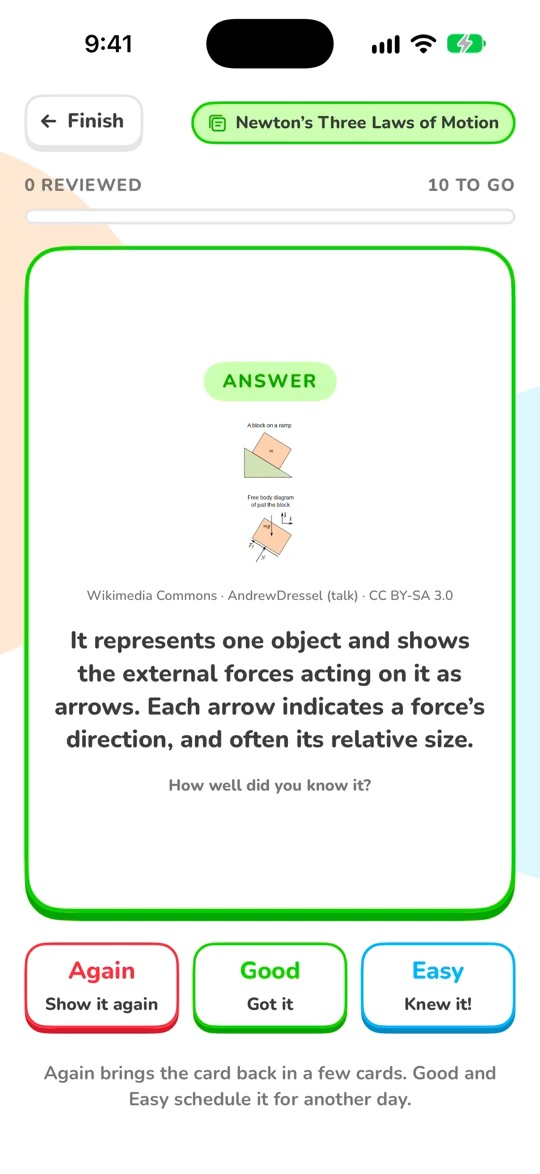 9:41
Finish
Newton's Three Laws of Motion
0 REVIEWED
10 TO GO
ANSWER
A block on a ramp
m
Free body diagram
of just the block
mg
N
Wikimedia Commons · AndrewDressel (talk) · CC BY-SA 3.0
It represents one object and shows
the external forces acting on it as
arrows. Each arrow indicates a force's
direction, and often its relative size.
How well did you know it?
Again
Show it again
Good
Got it
Easy
Knew it!
Again brings the card back in a few cards. Good and
Easy schedule it for another day.